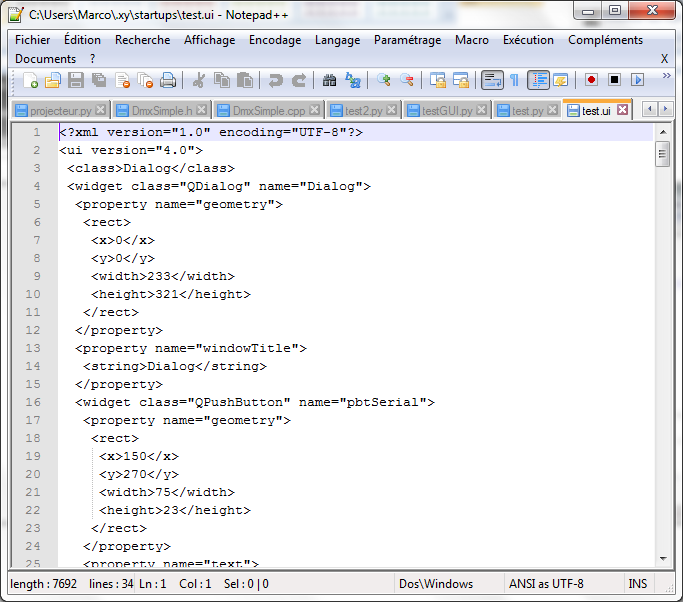 C:\Users\Marco\.xy\startups\test.ui - Notepad++
Fichier Édition Recherche Affichage Encodage Langage Paramétrage Macro Exécution Compléments
Documents ? X
projecteur.py DmxSimple.h DmxSimple.cpp test2.py testGUI.py test.py test.ui
1 <?xml version="1.0" encoding="UTF-8"?>
2 <ui version="4.0">
3 <class>Dialog</class>
4 <widget class="QDialog" name="Dialog">
5 <property name="geometry">
6 <rect>
7 <x>0</x>
8 <y>0</y>
9 <width>233</width>
10 <height>321</height>
11 </rect>
12 </property>
13 <property name="windowTitle">
14 <string>Dialog</string>
15 </property>
16 <widget class="QPushButton" name="pbtSerial">
17 <property name="geometry">
18 <rect>
19 <x>150</x>
20 <y>270</y>
21 <width>75</width>
22 <height>23</height>
23 </rect>
24 </property>
25 <property name="text">
length : 7692 lines : 34 Ln : 1 Col : 1 Sel : 0 | 0 Dos\Windows ANSI as UTF-8 INS